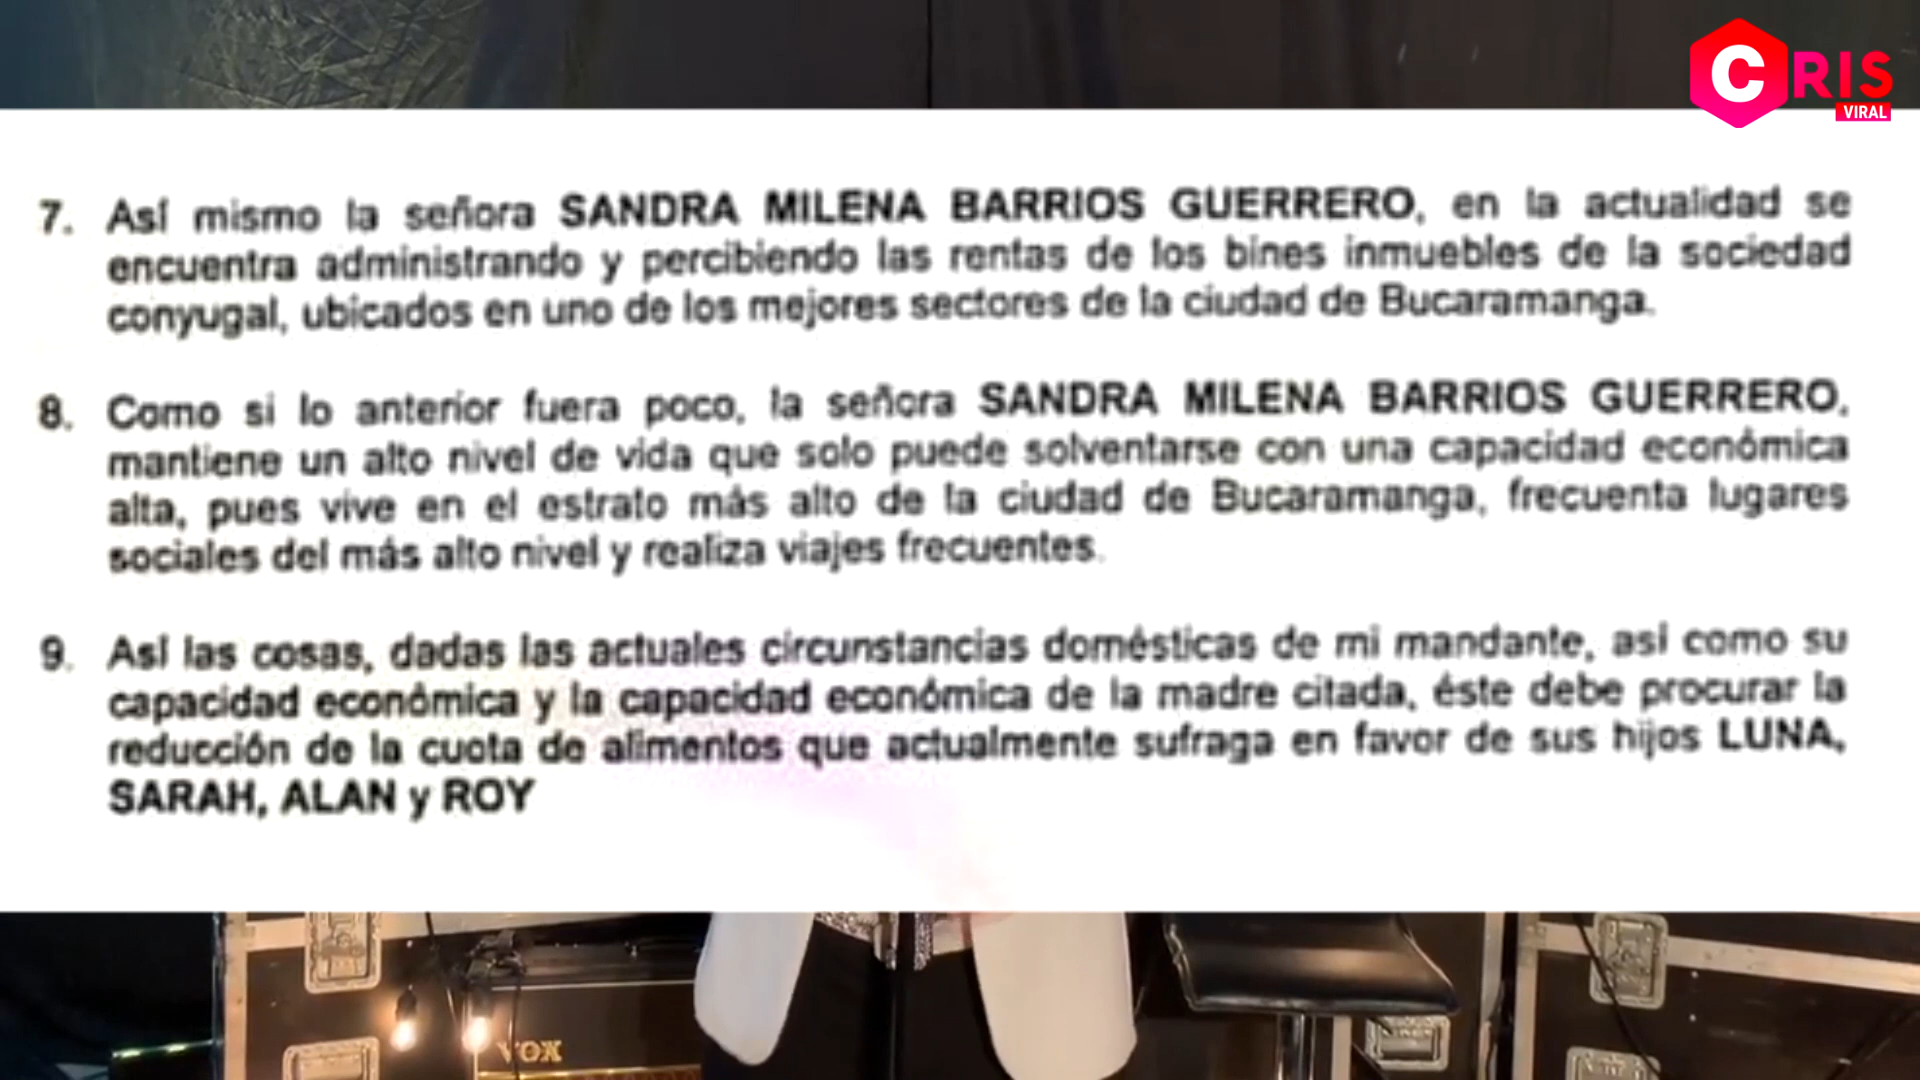 CRIS
VIRAL
7. Así mismo la señora SANDRA MILENA BARRIOS GUERRERO, en la actualidad se
encuentra administrando y percibiendo las rentas de los bines inmuebles de la sociedad
conyugal, ubicados en uno de los mejores sectores de la ciudad de Bucaramanga.
8. Como si lo anterior fuera poco, la señora SANDRA MILENA BARRIOS GUERRERO,
mantiene un alto nivel de vida que solo puede solventarse con una capacidad económica
alta, pues vive en el estrato más alto de la ciudad de Bucaramanga, frecuenta lugares
sociales del más alto nivel y realiza viajes frecuentes.
9. Así las cosas, dadas las actuales circunstancias domésticas de mi mandante, así como su
capacidad económica y la capacidad económica de la madre citada, éste debe procurar la
reducción de la cuota de alimentos que actualmente sufraga en favor de sus hijos LUNA,
SARAH, ALAN y ROY
VOX